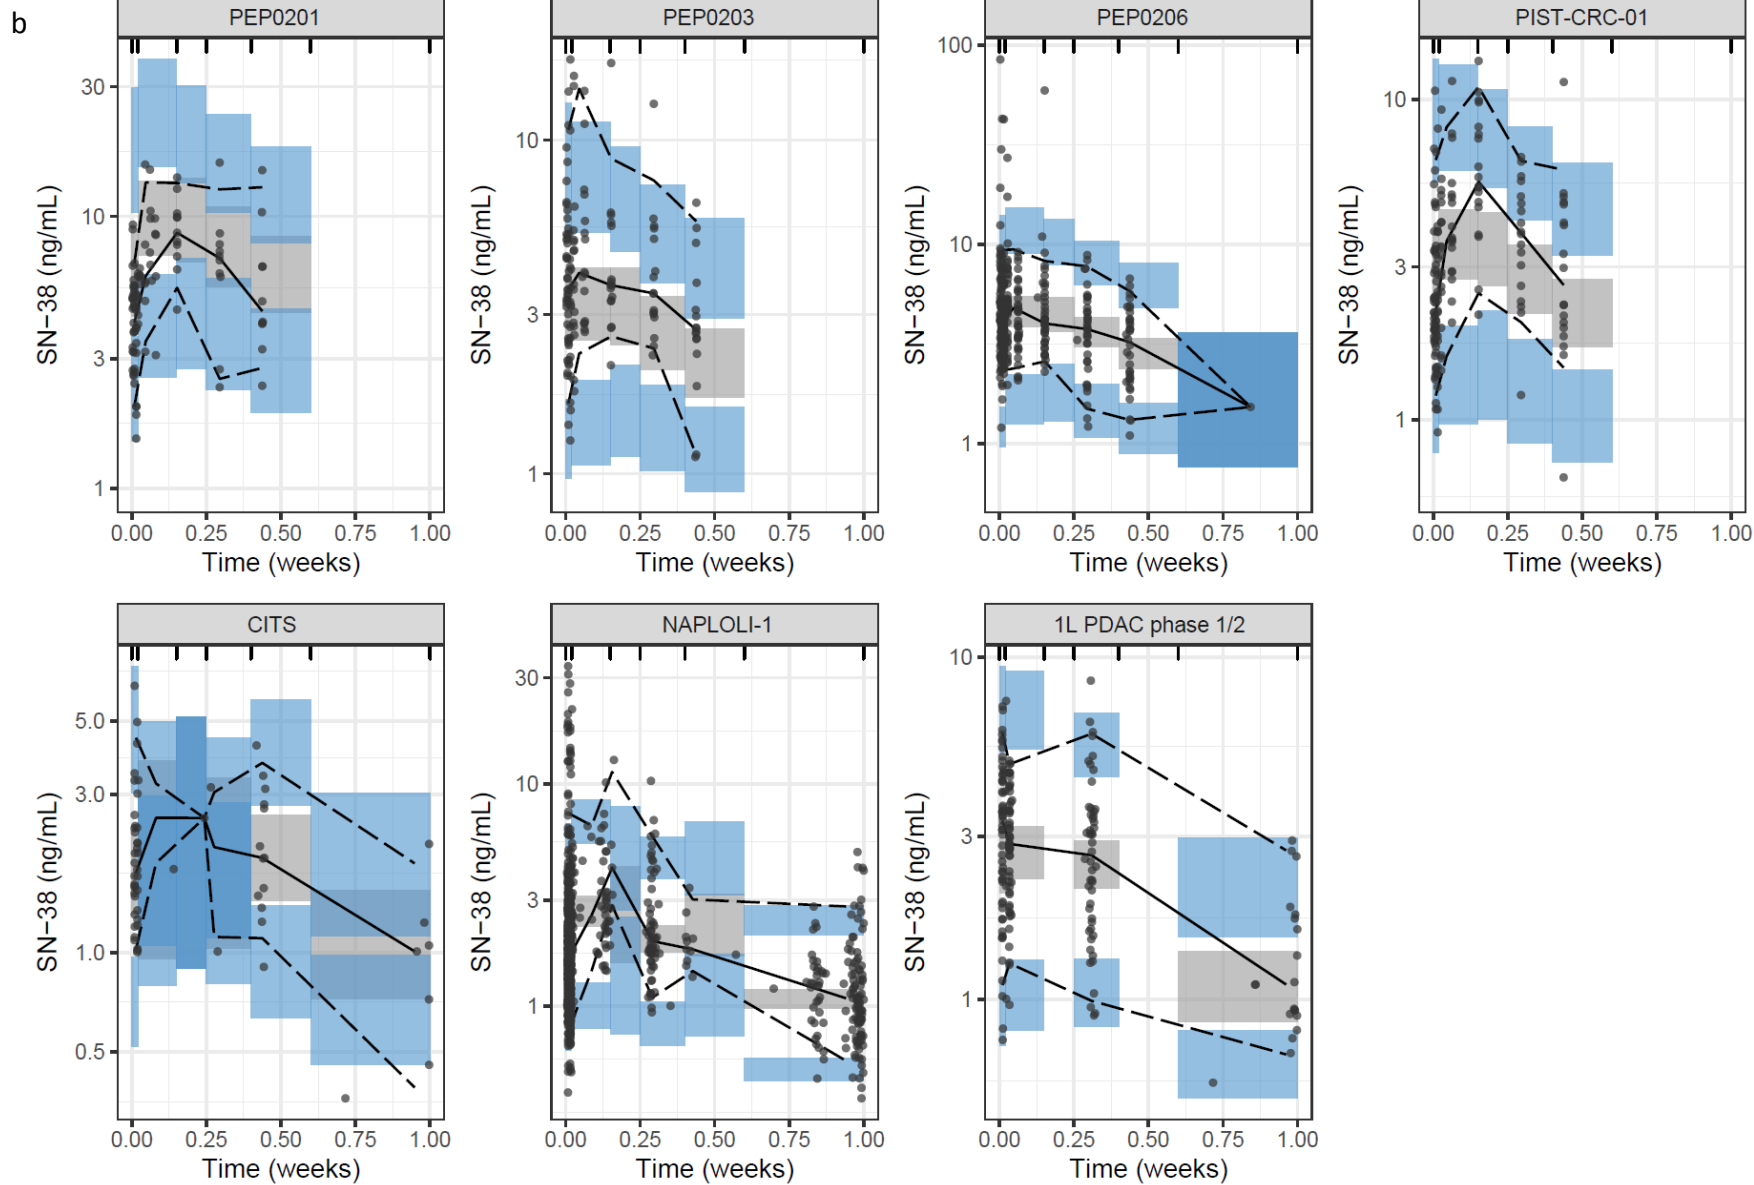 b
PEP0201 PEP0203 PEP0206 PIST-CRC-01
30
10
3
1
SN−38 (ng/mL)
0.00 0.25 0.50 0.75 1.00
Time (weeks)
10
3
1
SN−38 (ng/mL)
0.00 0.25 0.50 0.75 1.00
Time (weeks)
100
10
1
SN−38 (ng/mL)
0.00 0.25 0.50 0.75 1.00
Time (weeks)
10
3
1
SN−38 (ng/mL)
0.00 0.25 0.50 0.75 1.00
Time (weeks)
CITS NAPLOLI-1 1L PDAC phase 1/2
5.0
3.0
1.0
0.5
SN−38 (ng/mL)
0.00 0.25 0.50 0.75 1.00
Time (weeks)
30
10
3
1
SN−38 (ng/mL)
0.00 0.25 0.50 0.75 1.00
Time (weeks)
10
3
1
SN−38 (ng/mL)
0.00 0.25 0.50 0.75 1.00
Time (weeks)